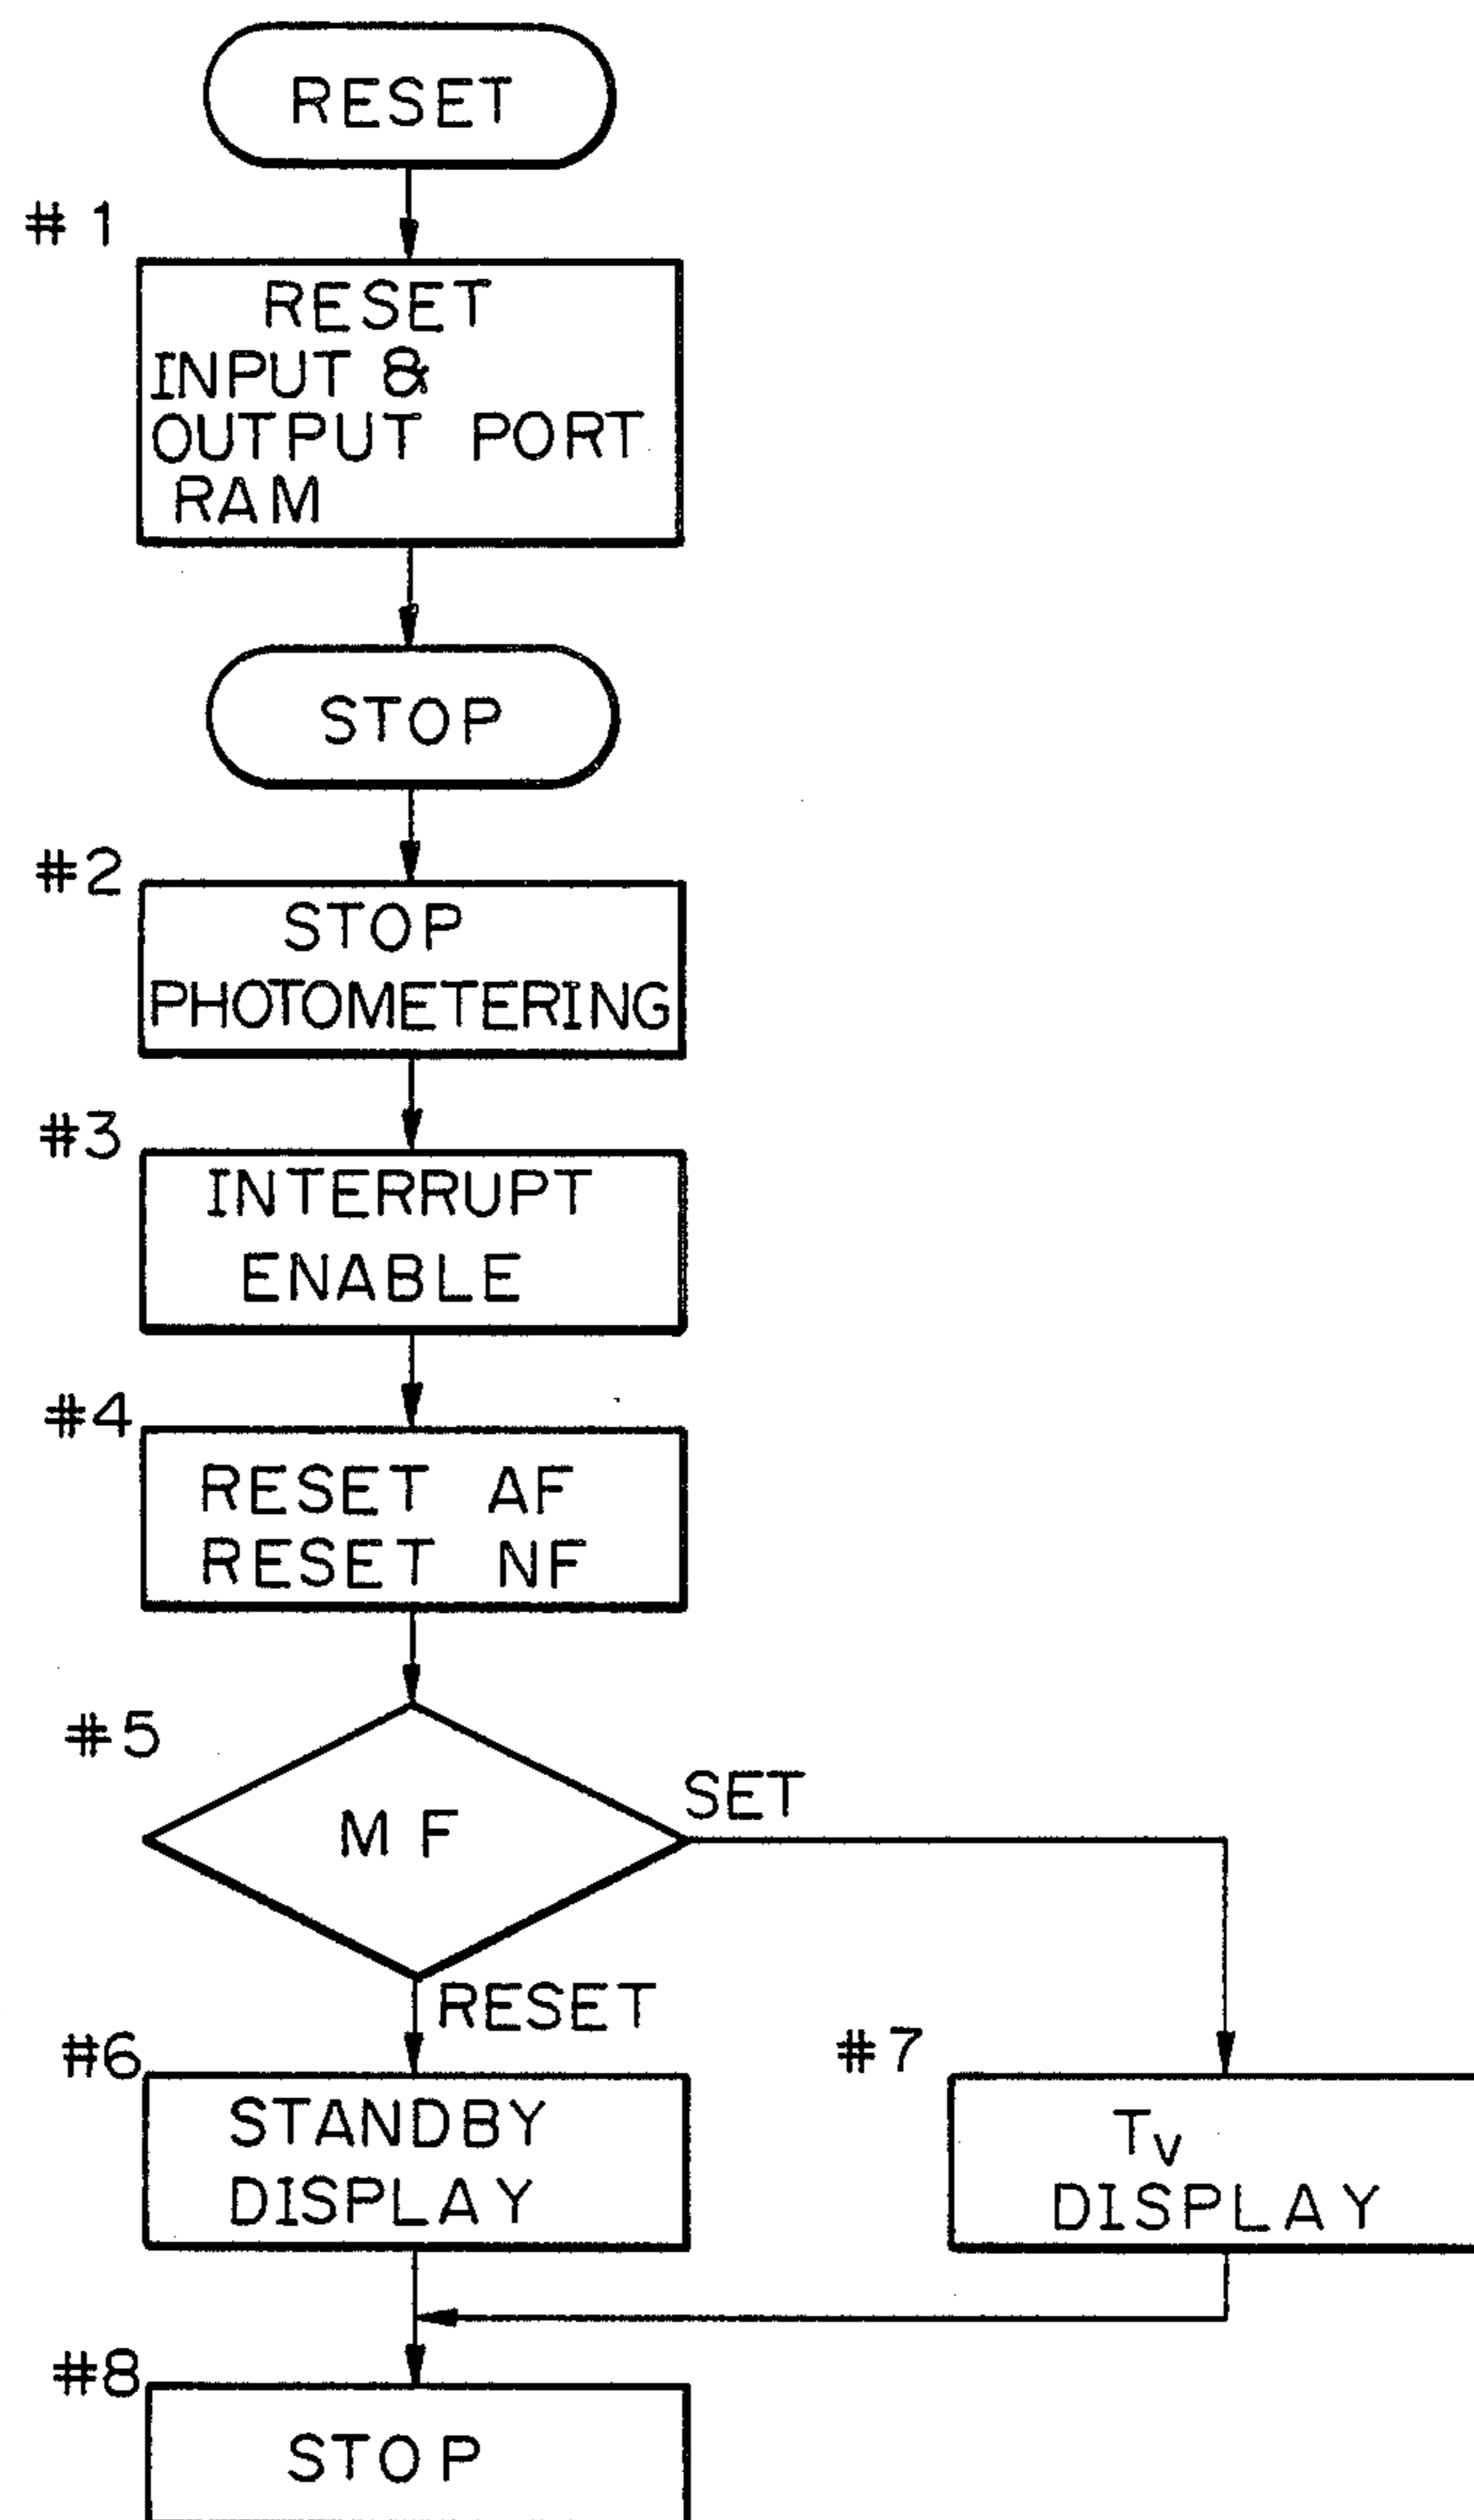 RESET
#1
RESET
INPUT &
OUTPUT PORT
RAM
STOP
#2
STOP
PHOTOMETERING
#3
INTERRUPT
ENABLE
#4
RESET AF
RESET NF
#5
MF
SET
RESET
#6
STANDBY
DISPLAY
#7
Tv
DISPLAY
#8
STOP